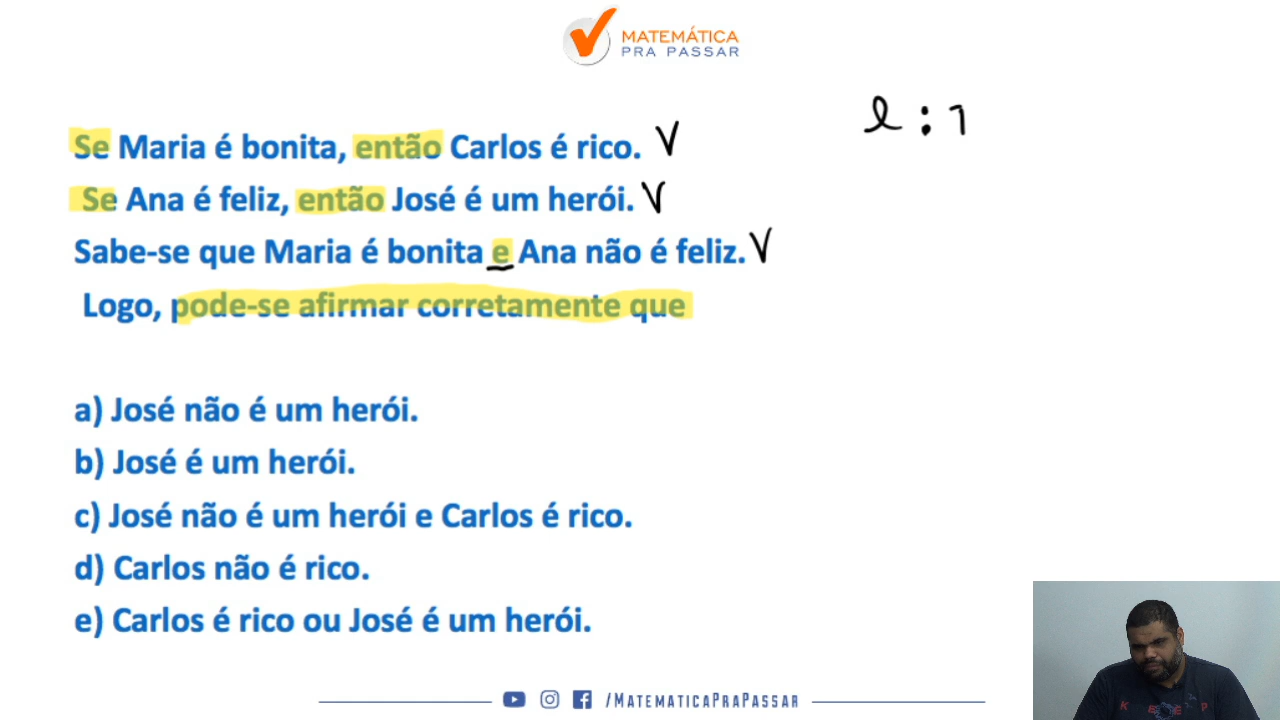 MATEMÁTICA
PRA PASSAR
Se Maria é bonita, então Carlos é rico. V
Se Ana é feliz, então José é um herói. V
Sabe-se que Maria é bonita e Ana não é feliz. V
Logo, pode-se afirmar corretamente que
a) José não é um herói.
b) José é um herói.
c) José não é um herói e Carlos é rico.
d) Carlos não é rico.
e) Carlos é rico ou José é um herói.
/MATEMATICAPRAPASSAR